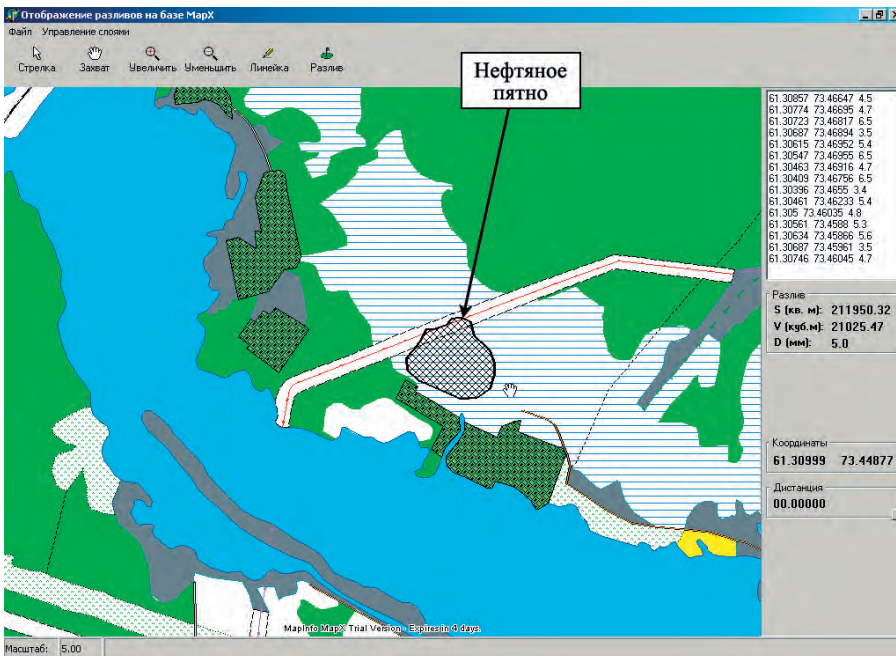 Отображение разливов на базе MapX
Файл Управление слоями
Стрелка Захват Увеличить Уменьшить Линейка Разлив
Нефтяное
пятно
61.30857 73.46647 4.5
61.30774 73.46695 4.7
61.30723 73.46817 6.5
61.30687 73.46894 3.5
61.30615 73.46952 5.4
61.30547 73.46955 6.5
61.30463 73.46916 4.7
61.30409 73.46756 6.5
61.30396 73.4655 3.4
61.30461 73.46233 5.4
61.305 73.46035 4.8
61.30561 73.4588 5.3
61.30634 73.45866 5.6
61.30687 73.45961 3.5
61.30746 73.46045 4.7
Разлив
S (кв. м): 211950.32
V (куб.м): 21025.47
D (мм): 5.0
Координаты
61.30999 73.44877
Дистанция
00.00000
MapInfo MapX Trial Version - Expires in 4 days.
Масштаб: 5.00